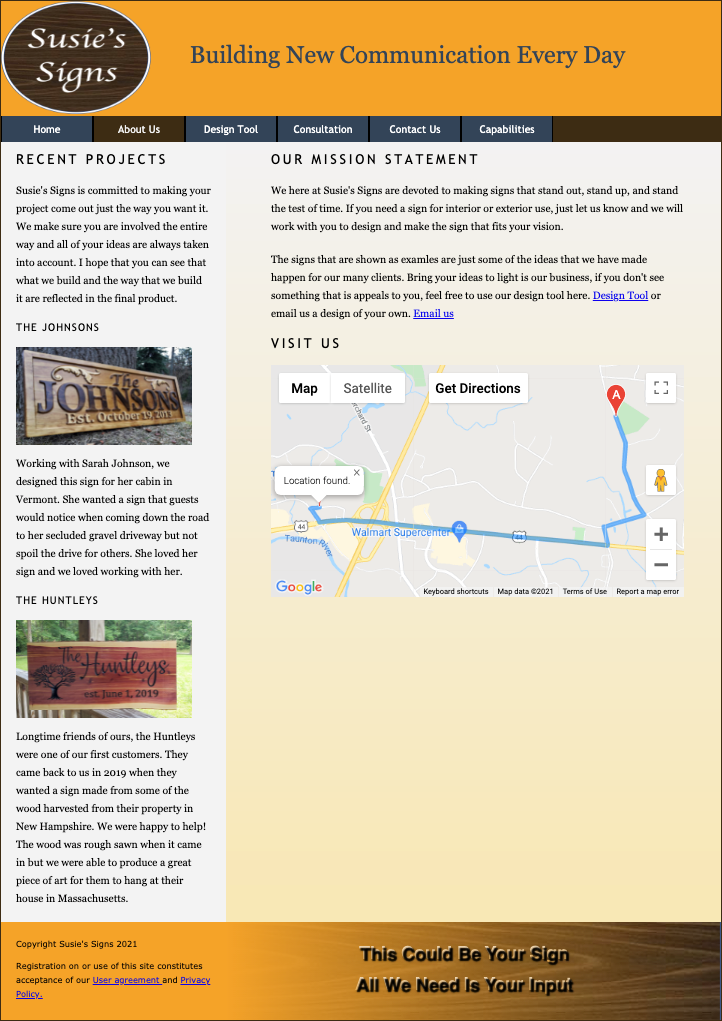 Susie's
Signs
Building New Communication Every Day
Home
About Us
Design Tool
Consultation
Contact Us
Capabilities
RECENT PROJECTS
Susie's Signs is committed to making your
project come out just the way you want it.
We make sure you are involved the entire
way and all of your ideas are always taken
into account. I hope that you can see that
what we build and the way that we build
it are reflected in the final product.
THE JOHNSONS
The
JOHNSONS
Est. October 19 2013
Working with Sarah Johnson, we
designed this sign for her cabin in
Vermont. She wanted a sign that guests
would notice when coming down the road
to her secluded gravel driveway but not
spoil the drive for others. She loved her
sign and we loved working with her.
THE HUNTLEYS
The Huntleys
est. June 1, 2019
Longtime friends of ours, the Huntleys
were one of our first customers. They
came back to us in 2019 when they
wanted a sign made from some of the
wood harvested from their property in
New Hampshire. We were happy to help!
The wood was rough sawn when it came
in but we were able to produce a great
piece of art for them to hang at their
house in Massachusetts.
OUR MISSION STATEMENT
We here at Susie's Signs are devoted to making signs that stand out, stand up, and stand
the test of time. If you need a sign for interior or exterior use, just let us know and we will
work with you to design and make the sign that fits your vision.
The signs that are shown as examles are just some of the ideas that we have made
happen for our many clients. Bring your ideas to light is our business, if you don't see
something that is appeals to you, feel free to use our design tool here. Design Tool or
email us a design of your own. Email us
VISIT US
Map
Satellite
Get Directions
A
Location found.
44
Taunton River
Walmart Supercenter
44
44
Google
Keyboard shortcuts
Map data ©2021
Terms of Use
Report a map error
Copyright Susie's Signs 2021
Registration on or use of this site constitutes
acceptance of our User agreement and Privacy
Policy.
This Could Be Your Sign
All We Need Is Your Input